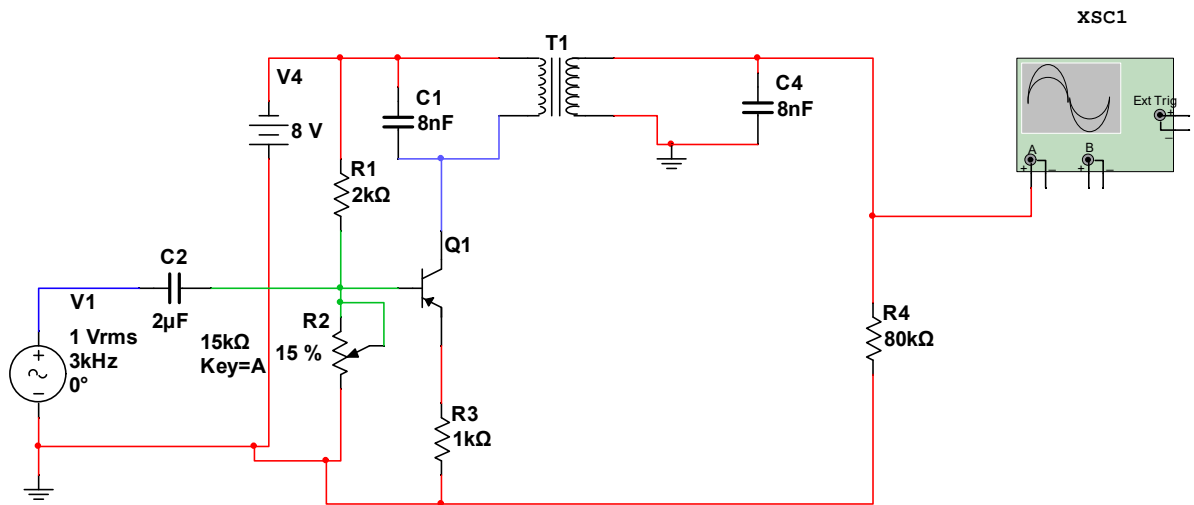 XSC1
T1
V4
8 V
C1
8nF
C4
8nF
Ext Trig
+
_
A
B
+
_
+
_
R1
2kΩ
Q1
C2
2µF
V1
1 Vrms
3kHz
0°
R2
15 %
15kΩ
Key=A
R4
80kΩ
R3
1kΩ